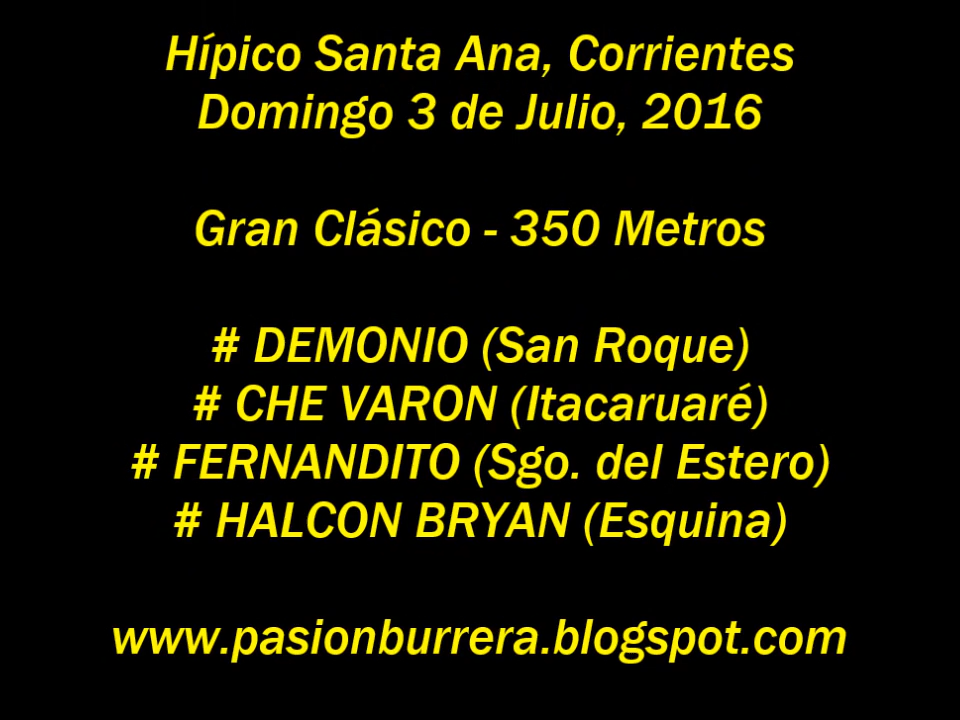 Hípico Santa Ana, Corrientes
Domingo 3 de Julio, 2016
Gran Clásico - 350 Metros
# DEMONIO (San Roque)
# CHE VARON (Itacaruaré)
# FERNANDITO (Sgo. del Estero)
# HALCON BRYAN (Esquina)
www.pasionburrera.blogspot.com